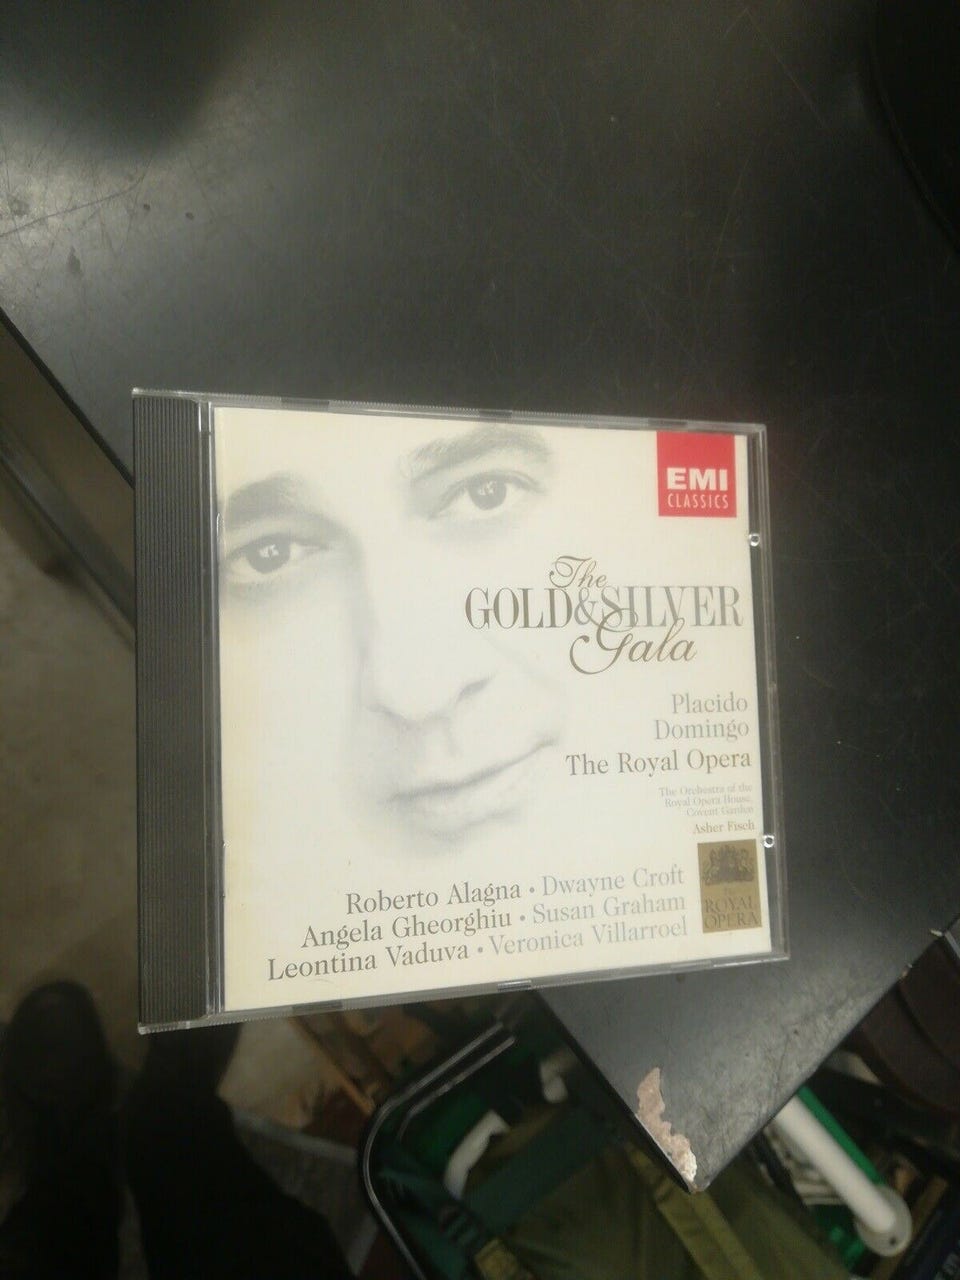 EMI
CLASSICS
The
GOLD & SILVER
Gala
Placido
Domingo
The Royal Opera
The Orchestra of the
Royal Opera House,
Covent Garden
Asher Fisch
Roberto Alagna • Dwayne Croft
Angela Gheorghiu • Susan Graham
Leontina Vaduva • Veronica Villarroel
The
ROYAL
OPERA